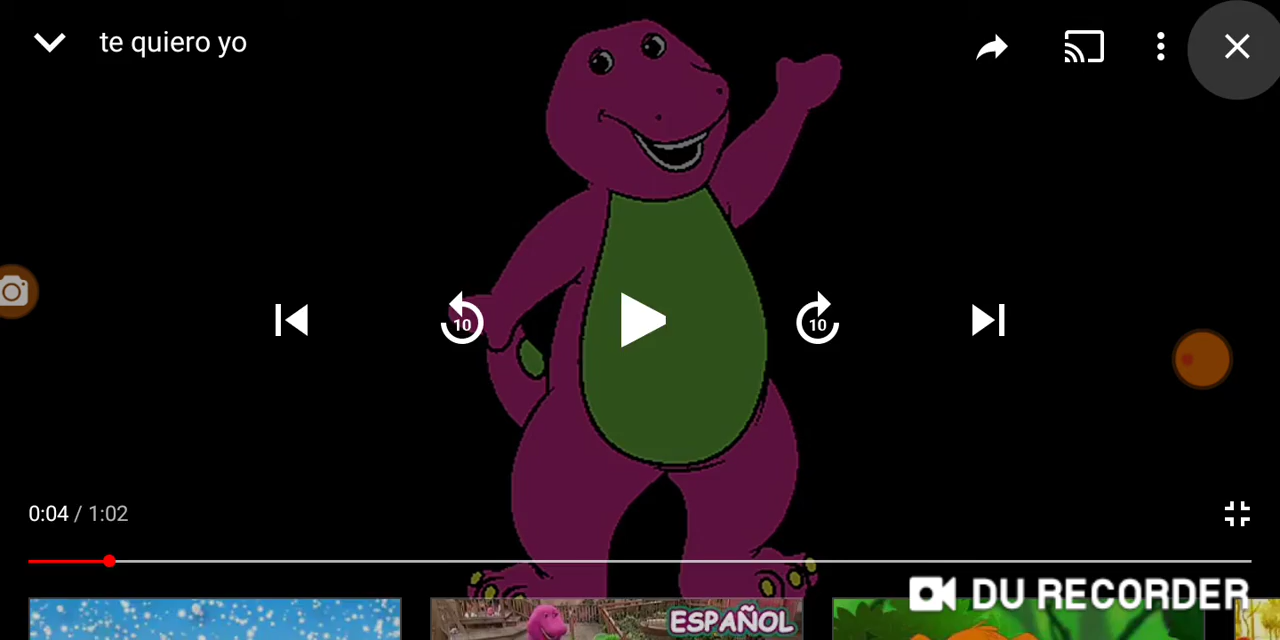 te quiero yo
10
10
0:04 / 1:02
DU RECORDER
ESPAÑOL